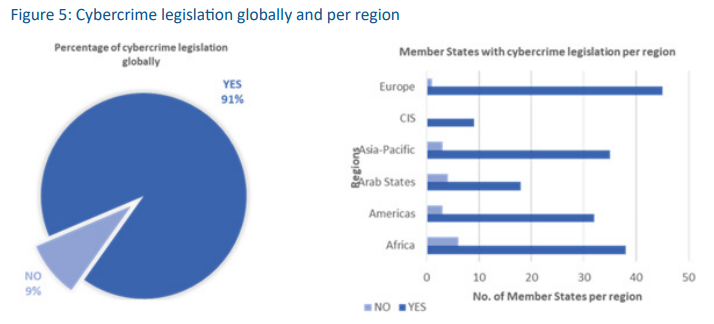 Figure 5: Cybercrime legislation globally and per region
Percentage of cybercrime legislation
globally
YES
91%
NO
9%
Member States with cybercrime legislation per region
Regions
Europe
CIS
Asia-Pacific
Arab States
Americas
Africa
0 10 20 30 40 50
No. of Member States per region
NO YES